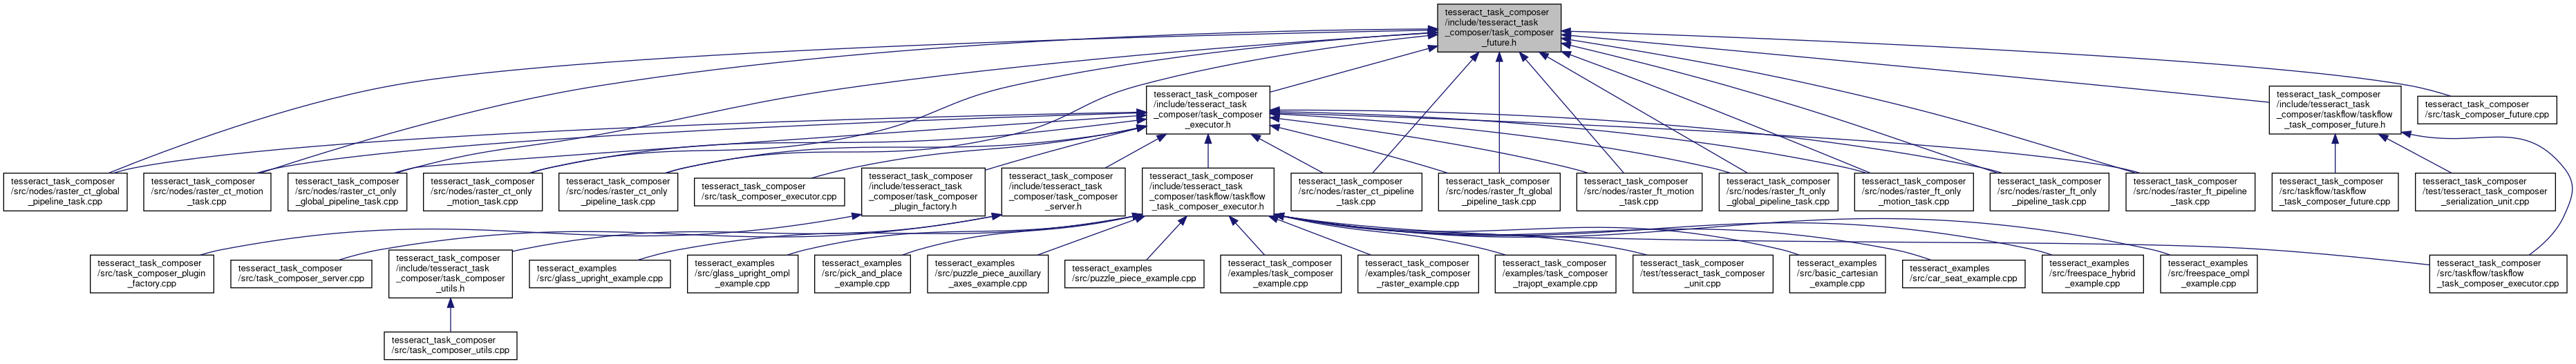 tesseract_task_composer
/include/tesseract_task
_composer/task_composer
_future.h
tesseract_task_composer
/include/tesseract_task
_composer/task_composer
_executor.h
tesseract_task_composer
/include/tesseract_task
_composer/taskflow/taskflow
_task_composer_future.h
tesseract_task_composer
/src/task_composer_future.cpp
tesseract_task_composer
/src/nodes/raster_ct_global
_pipeline_task.cpp
tesseract_task_composer
/src/nodes/raster_ct_motion
_task.cpp
tesseract_task_composer
/src/nodes/raster_ct_only
_global_pipeline_task.cpp
tesseract_task_composer
/src/nodes/raster_ct_only
_motion_task.cpp
tesseract_task_composer
/src/nodes/raster_ct_only
_pipeline_task.cpp
tesseract_task_composer
/src/task_composer_executor.cpp
tesseract_task_composer
/include/tesseract_task
_composer/task_composer
_plugin_factory.h
tesseract_task_composer
/include/tesseract_task
_composer/task_composer
_server.h
tesseract_task_composer
/include/tesseract_task
_composer/taskflow/taskflow
_task_composer_executor.h
tesseract_task_composer
/src/nodes/raster_ct_pipeline
_task.cpp
tesseract_task_composer
/src/nodes/raster_ft_global
_pipeline_task.cpp
tesseract_task_composer
/src/nodes/raster_ft_motion
_task.cpp
tesseract_task_composer
/src/nodes/raster_ft_only
_global_pipeline_task.cpp
tesseract_task_composer
/src/nodes/raster_ft_only
_motion_task.cpp
tesseract_task_composer
/src/nodes/raster_ft_only
_pipeline_task.cpp
tesseract_task_composer
/src/nodes/raster_ft_pipeline
_task.cpp
tesseract_task_composer
/src/taskflow/taskflow
_task_composer_future.cpp
tesseract_task_composer
/test/tesseract_task_composer
_serialization_unit.cpp
tesseract_task_composer
/src/task_composer_plugin
_factory.cpp
tesseract_task_composer
/src/task_composer_server.cpp
tesseract_task_composer
/include/tesseract_task
_composer/task_composer
_utils.h
tesseract_examples
/src/glass_upright_example.cpp
tesseract_examples
/src/glass_upright_ompl
_example.cpp
tesseract_examples
/src/pick_and_place
_example.cpp
tesseract_examples
/src/puzzle_piece_auxillary
_axes_example.cpp
tesseract_examples
/src/puzzle_piece_example.cpp
tesseract_task_composer
/examples/task_composer
_example.cpp
tesseract_task_composer
/examples/task_composer
_raster_example.cpp
tesseract_task_composer
/examples/task_composer
_trajopt_example.cpp
tesseract_task_composer
/test/tesseract_task_composer
_unit.cpp
tesseract_examples
/src/basic_cartesian
_example.cpp
tesseract_examples
/src/car_seat_example.cpp
tesseract_examples
/src/freespace_hybrid
_example.cpp
tesseract_examples
/src/freespace_ompl
_example.cpp
tesseract_task_composer
/src/taskflow/taskflow
_task_composer_executor.cpp
tesseract_task_composer
/src/task_composer_utils.cpp